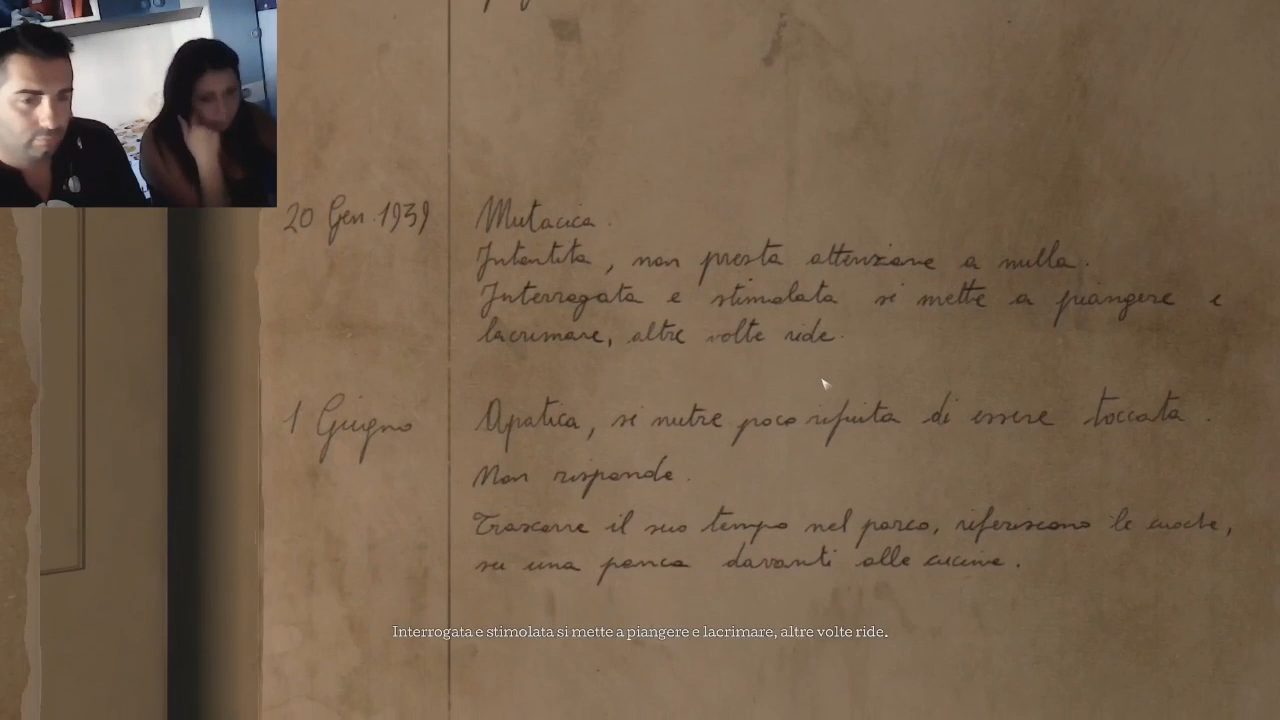 20 Gen. 1939 Mutacica.
Intontita, non presta attenzione a nulla.
Interrogata e stimolata si mette a piangere e
lacrimare, altre volte ride.
1 Giugno Apatica, si nutre poco rifiuta di essere toccata.
Non risponde.
Trascorre il suo tempo nel parco, riferiscono le cuoche,
su una panca davanti alle cucine.
Interrogata e stimolata si mette a piangere e lacrimare, altre volte ride.